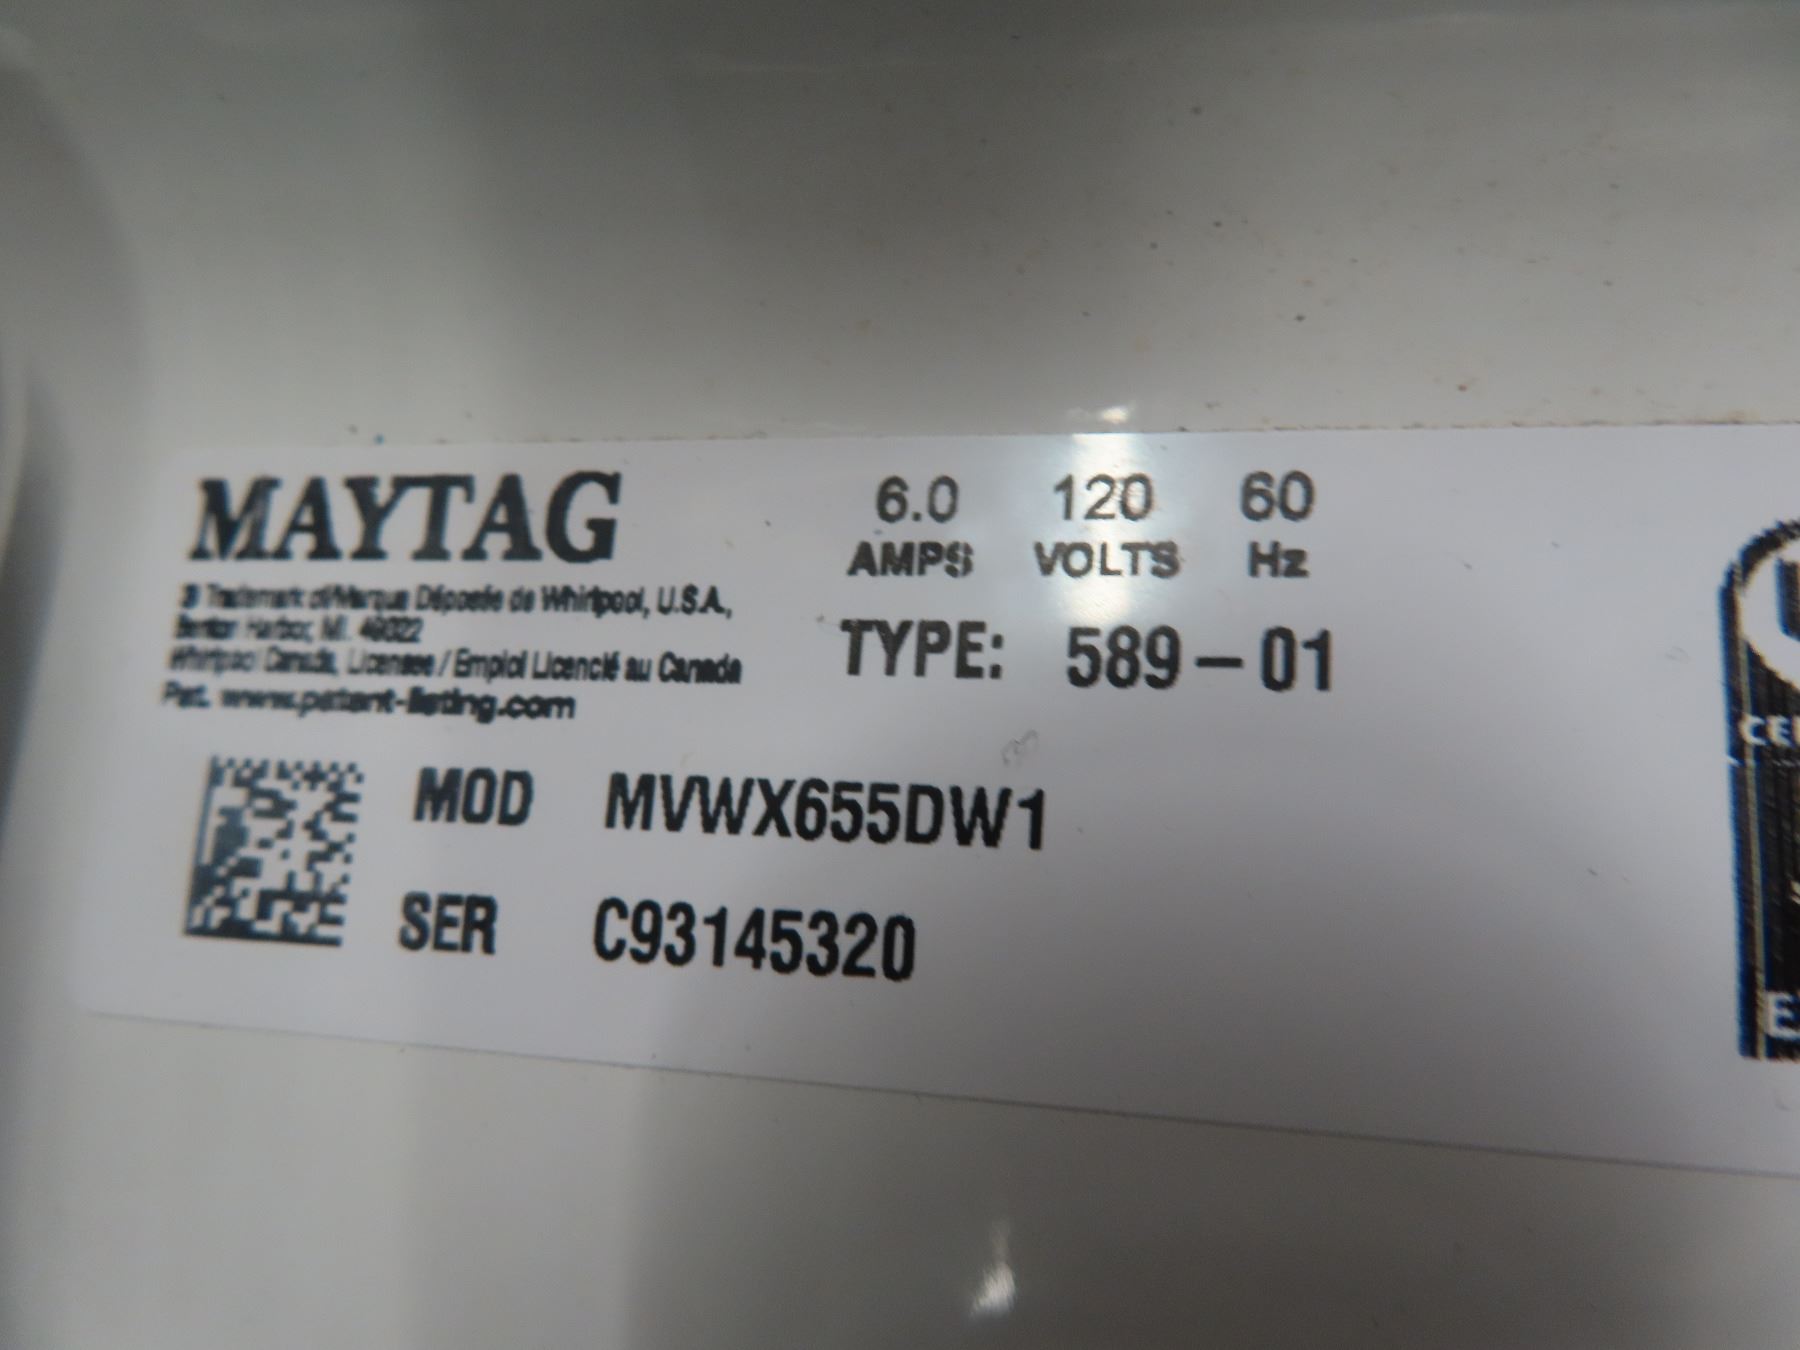 MAYTAG
® Trademark of/Marque Déposée de Whirlpool, U.S.A.,
Benton Harbor, MI. 49022
Whirlpool Canada, Licensee / Emploi Licencié au Canada
Pat. www.patent-listing.com
6.0 120 60
AMPS VOLTS Hz
TYPE: 589-01
MOD MVWX655DW1
SER C93145320